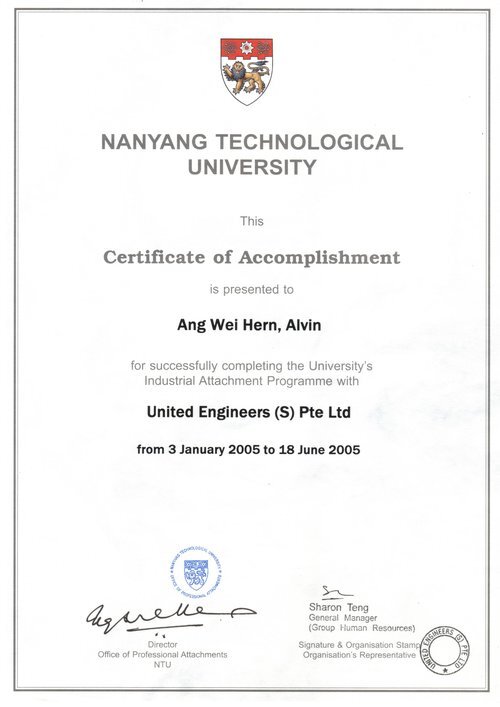 NANYANG TECHNOLOGICAL
UNIVERSITY
This
Certificate of Accomplishment
is presented to
Ang Wei Hern, Alvin
for successfully completing the University's
Industrial Attachment Programme with
United Engineers (S) Pte Ltd
from 3 January 2005 to 18 June 2005
NANYANG TECHNOLOGICAL UNIVERSITY
OFFICE OF PROFESSIONAL ATTACHMENTS
Director
Office of Professional Attachments
NTU
Sharon Teng
General Manager
(Group Human Resources)
Signature & Organisation Stamp
Organisation's Representative
UNITED ENGINEERS (S) PTE LTD